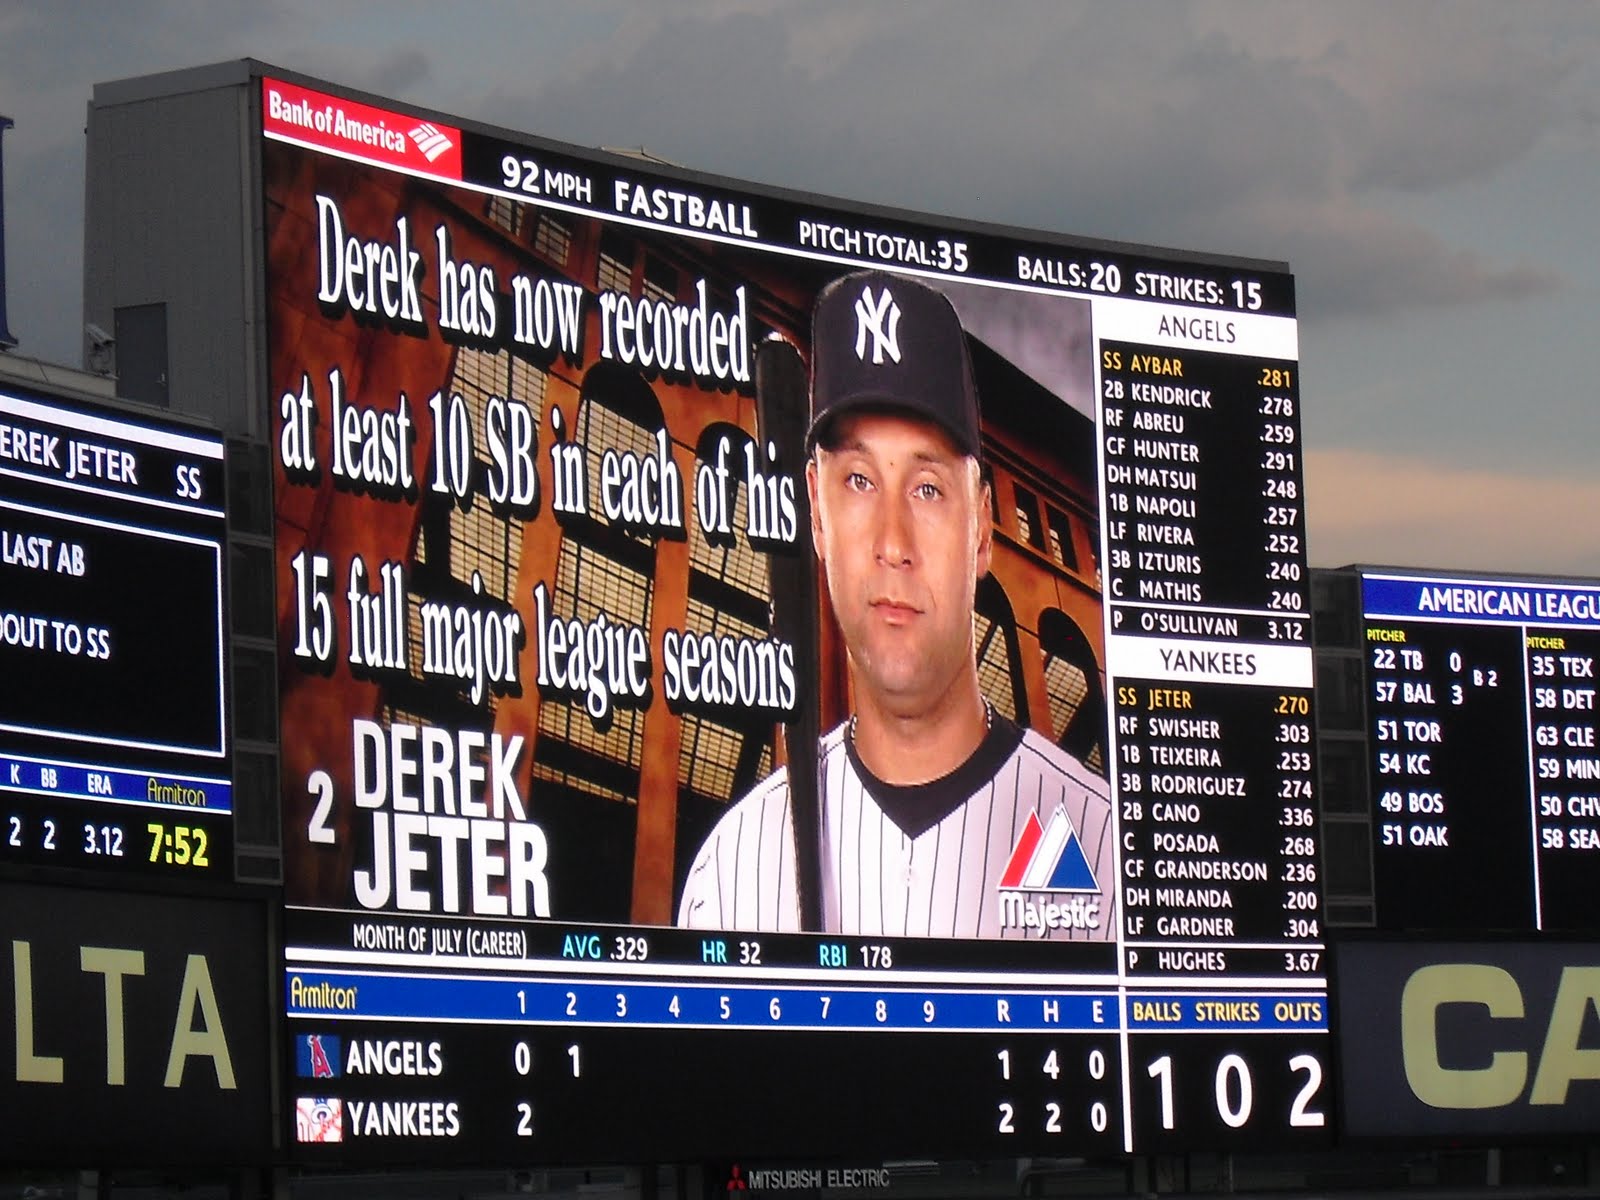 Bank of America
92 MPH FASTBALL PITCH TOTAL:35 BALLS:20 STRIKES: 15
Derek has now recorded
at least 10 SB in each of his
15 full major league seasons
2 DEREK
JETER
Majestic
MONTH OF JULY (CAREER) AVG .329 HR 32 RBI 178
ANGELS
SS AYBAR .281
2B KENDRICK .278
RF ABREU .259
CF HUNTER .291
DH MATSUI .248
1B NAPOLI .257
LF RIVERA .252
3B IZTURIS .240
C MATHIS .240
P O'SULLIVAN 3.12
YANKEES
SS JETER .270
RF SWISHER .303
1B TEIXEIRA .253
3B RODRIGUEZ .274
2B CANO .336
C POSADA .268
CF GRANDERSON .236
DH MIRANDA .200
LF GARDNER .304
P HUGHES 3.67
Armitron 1 2 3 4 5 6 7 8 9 R H E
ANGELS 0 1 1 4 0
YANKEES 2 2 2 0
BALLS STRIKES OUTS
1 0 2
MITSUBISHI ELECTRIC
EREK JETER SS
LAST AB
OUT TO SS
K BB ERA Armitron
2 2 3.12 7:52
LTA
AMERICAN LEAGU
PITCHER
22 TB 0
57 BAL 3
B 2
51 TOR
54 KC
49 BOS
51 OAK
PITCHER
35 TEX
58 DET
63 CLE
59 MIN
50 CH
58 SEA
CA